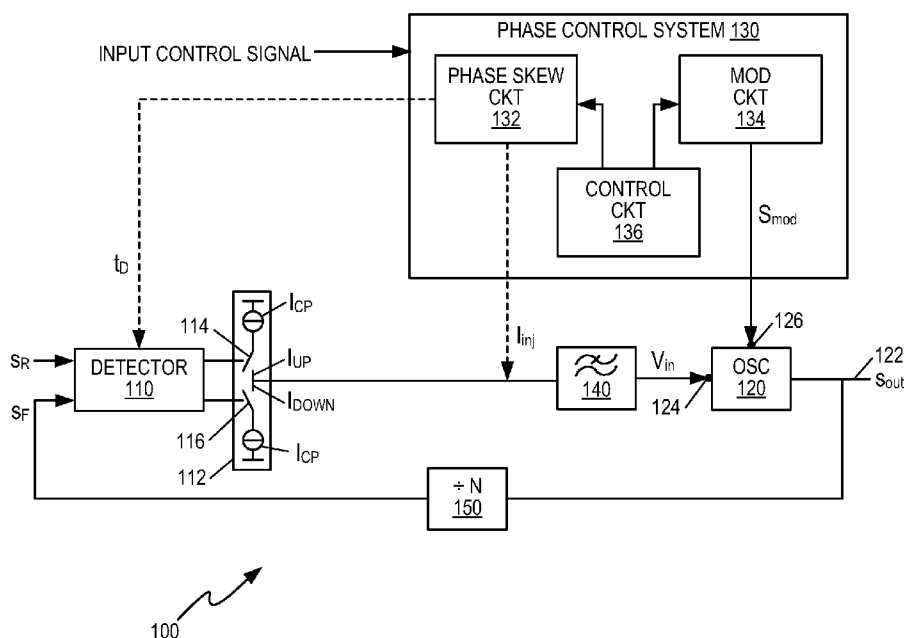 PHASE CONTROL SYSTEM 130
INPUT CONTROL SIGNAL
PHASE SKEW
CKT
132
MOD
CKT
134
CONTROL
CKT
136
Smod
tD
ICP
114
Iinj
126
SR
DETECTOR
110
IUP
IDOWN
140
Vin
124
OSC
120
122
sout
SF
116
ICP
112
÷ N
150
100